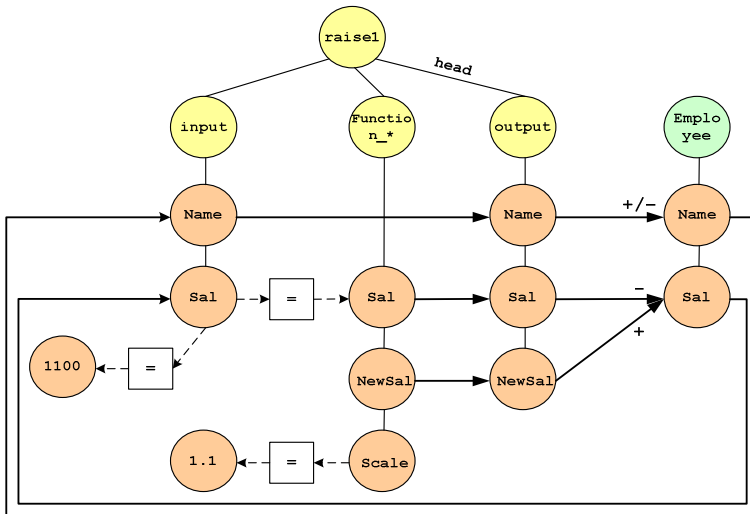 raise1
head
input
Functio
n_*
output
Emplo
yee
Name
Name
+/-
Name
Sal
=
Sal
Sal
-
Sal
+
1100
=
NewSal
NewSal
1.1
=
Scale